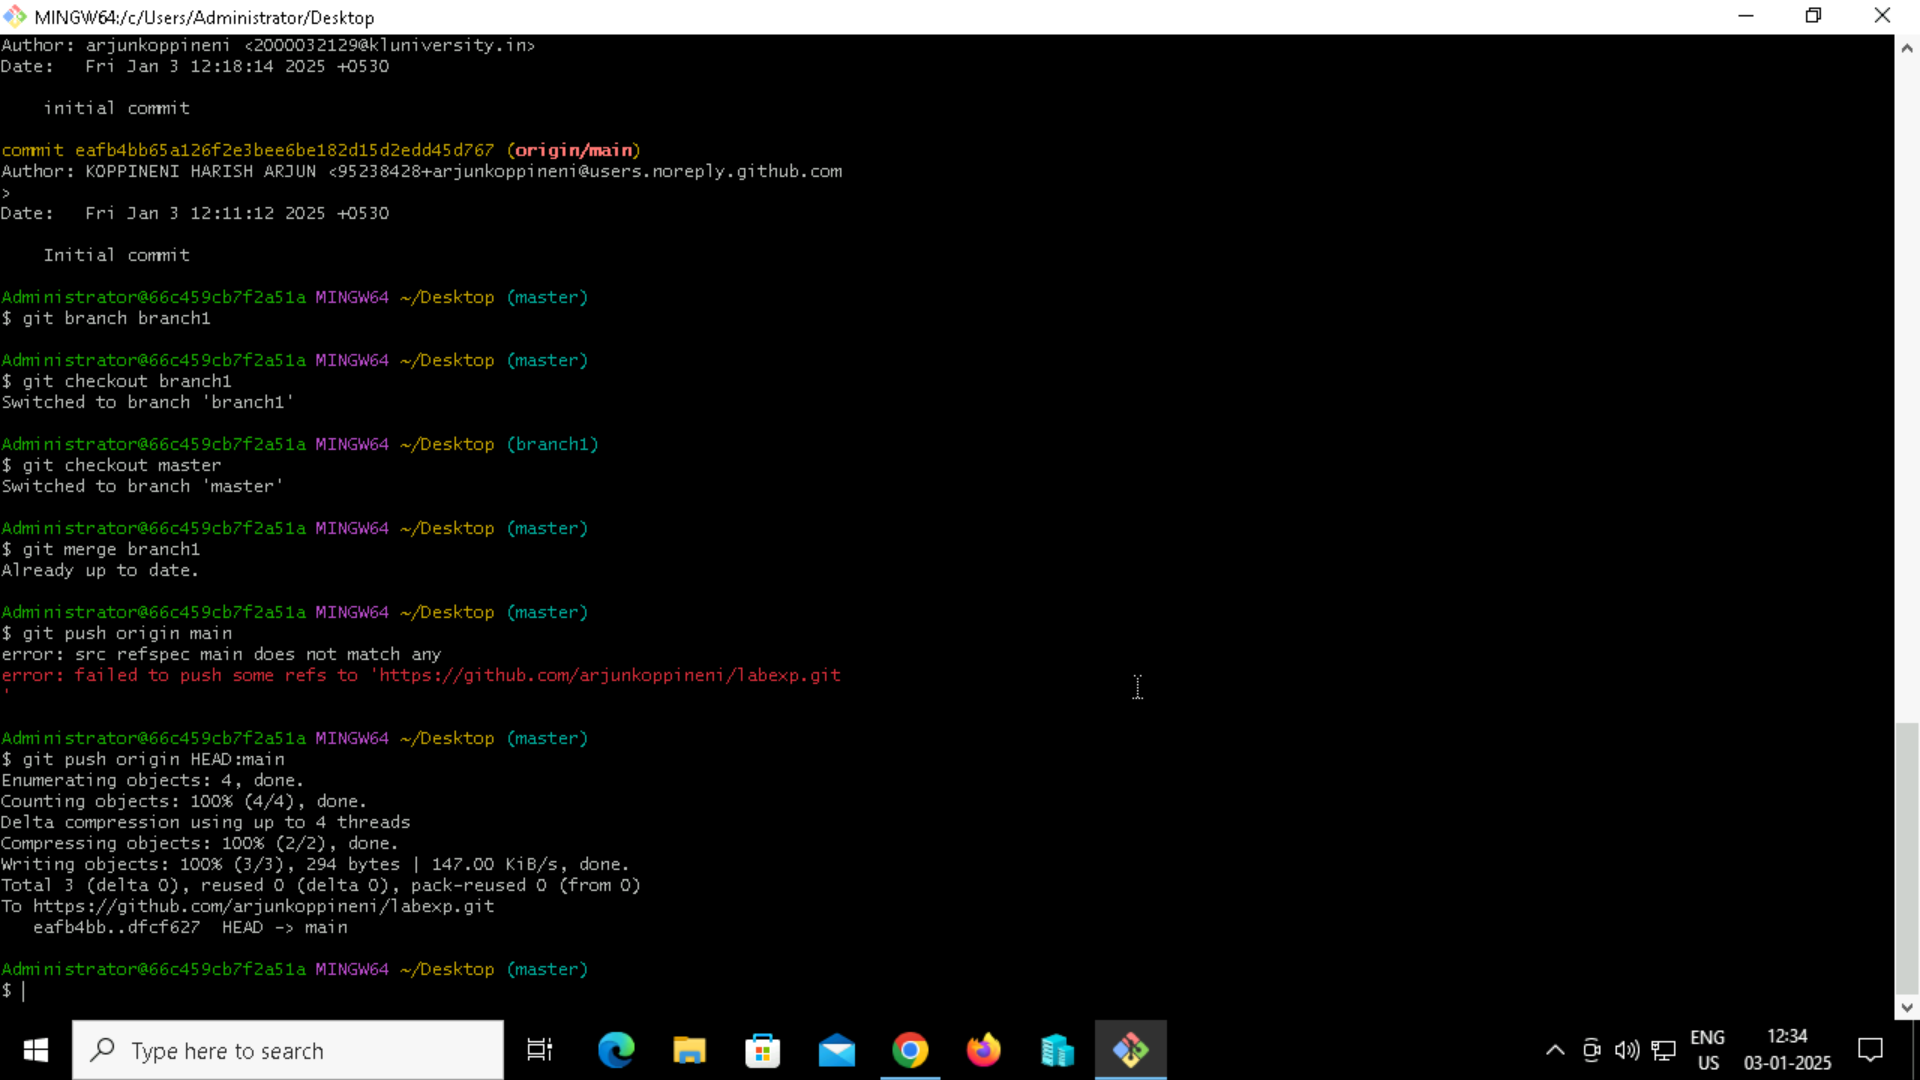 MINGW64:/c/Users/Administrator/Desktop
Author: arjunkoppineni <2000032129@kluniversity.in>
Date:   Fri Jan 3 12:18:14 2025 +0530
    initial commit
commit eafb4bb65a126f2e3bee6be182d15d2edd45d767 (origin/main)
Author: KOPPINENI HARISH ARJUN <95238428+arjunkoppineni@users.noreply.github.com
>
Date:   Fri Jan 3 12:11:12 2025 +0530
    Initial commit
Administrator@66c459cb7f2a51a MINGW64 ~/Desktop (master)
$ git branch branch1
Administrator@66c459cb7f2a51a MINGW64 ~/Desktop (master)
$ git checkout branch1
Switched to branch 'branch1'
Administrator@66c459cb7f2a51a MINGW64 ~/Desktop (branch1)
$ git checkout master
Switched to branch 'master'
Administrator@66c459cb7f2a51a MINGW64 ~/Desktop (master)
$ git merge branch1
Already up to date.
Administrator@66c459cb7f2a51a MINGW64 ~/Desktop (master)
$ git push origin main
error: src refspec main does not match any
error: failed to push some refs to 'https://github.com/arjunkoppineni/labexp.git
'
Administrator@66c459cb7f2a51a MINGW64 ~/Desktop (master)
$ git push origin HEAD:main
Enumerating objects: 4, done.
Counting objects: 100% (4/4), done.
Delta compression using up to 4 threads
Compressing objects: 100% (2/2), done.
Writing objects: 100% (3/3), 294 bytes | 147.00 KiB/s, done.
Total 3 (delta 0), reused 0 (delta 0), pack-reused 0 (from 0)
To https://github.com/arjunkoppineni/labexp.git
   eafb4bb..dfcf627  HEAD -> main
Administrator@66c459cb7f2a51a MINGW64 ~/Desktop (master)
$
Type here to search
ENG
US
12:34
03-01-2025